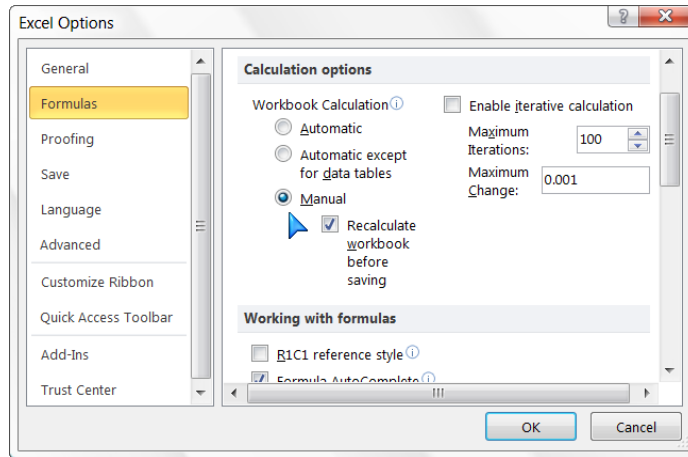 Excel Options
General
Formulas
Proofing
Save
Language
Advanced
Customize Ribbon
Quick Access Toolbar
Add-Ins
Trust Center
Calculation options
Workbook Calculation
Automatic
Automatic except
for data tables
Manual
Recalculate
workbook
before
saving
Enable iterative calculation
Maximum
Iterations:
100
Maximum
Change:
0.001
Working with formulas
R1C1 reference style
Formula AutoComplete
OK
Cancel